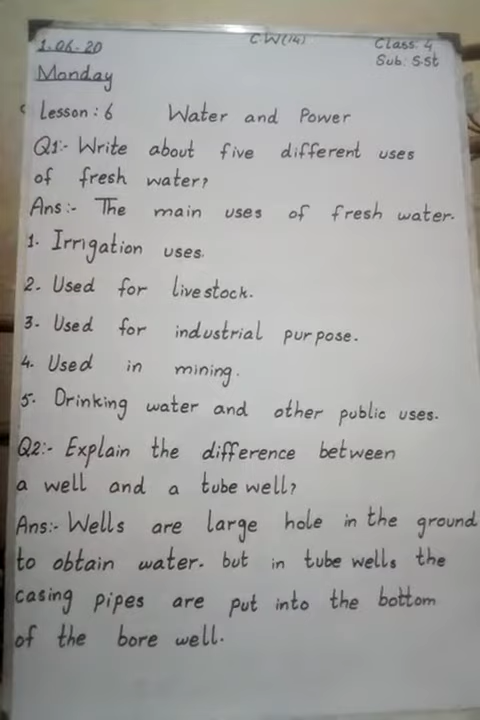 1-06-20 C.W(14) Class. 4
Monday Sub. S.St
Lesson : 6 Water and Power
Q1:- Write about five different uses
of fresh water?
Ans:- The main uses of fresh water.
1. Irrigation uses.
2. Used for livestock.
3. Used for industrial purpose.
4. Used in mining.
5. Drinking water and other public uses.
Q2:- Explain the difference between
a well and a tube well?
Ans:- Wells are large hole in the ground
to obtain water. but in tube wells the
casing pipes are put into the bottom
of the bore well.